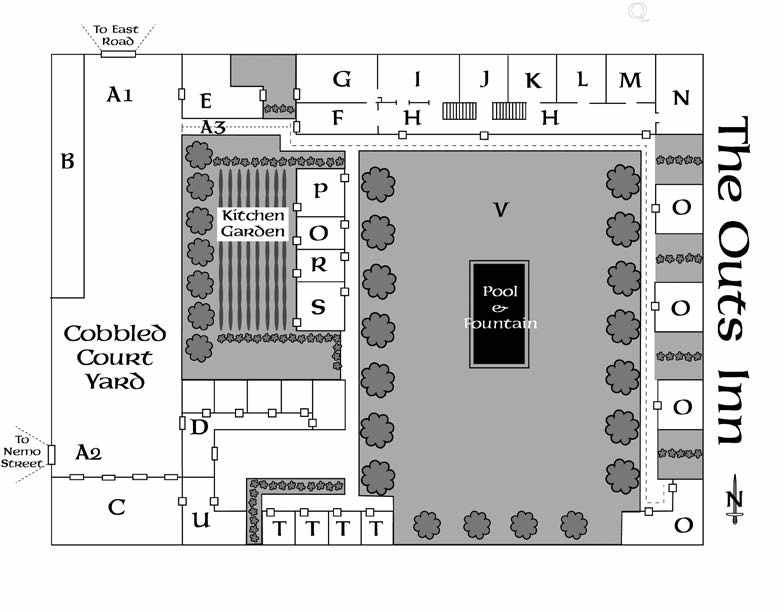 Q
To East
Road
A1
E
G
I
J
K
L
M
N
A3
F
H
H
B
P
O
Kitchen
Garden
O
R
S
V
Pool
&
Fountain
O
O
O
Cobbled
Court
Yard
D
To
Nemo
Street
A2
C
U
T
T
T
T
The Outs Inn
N